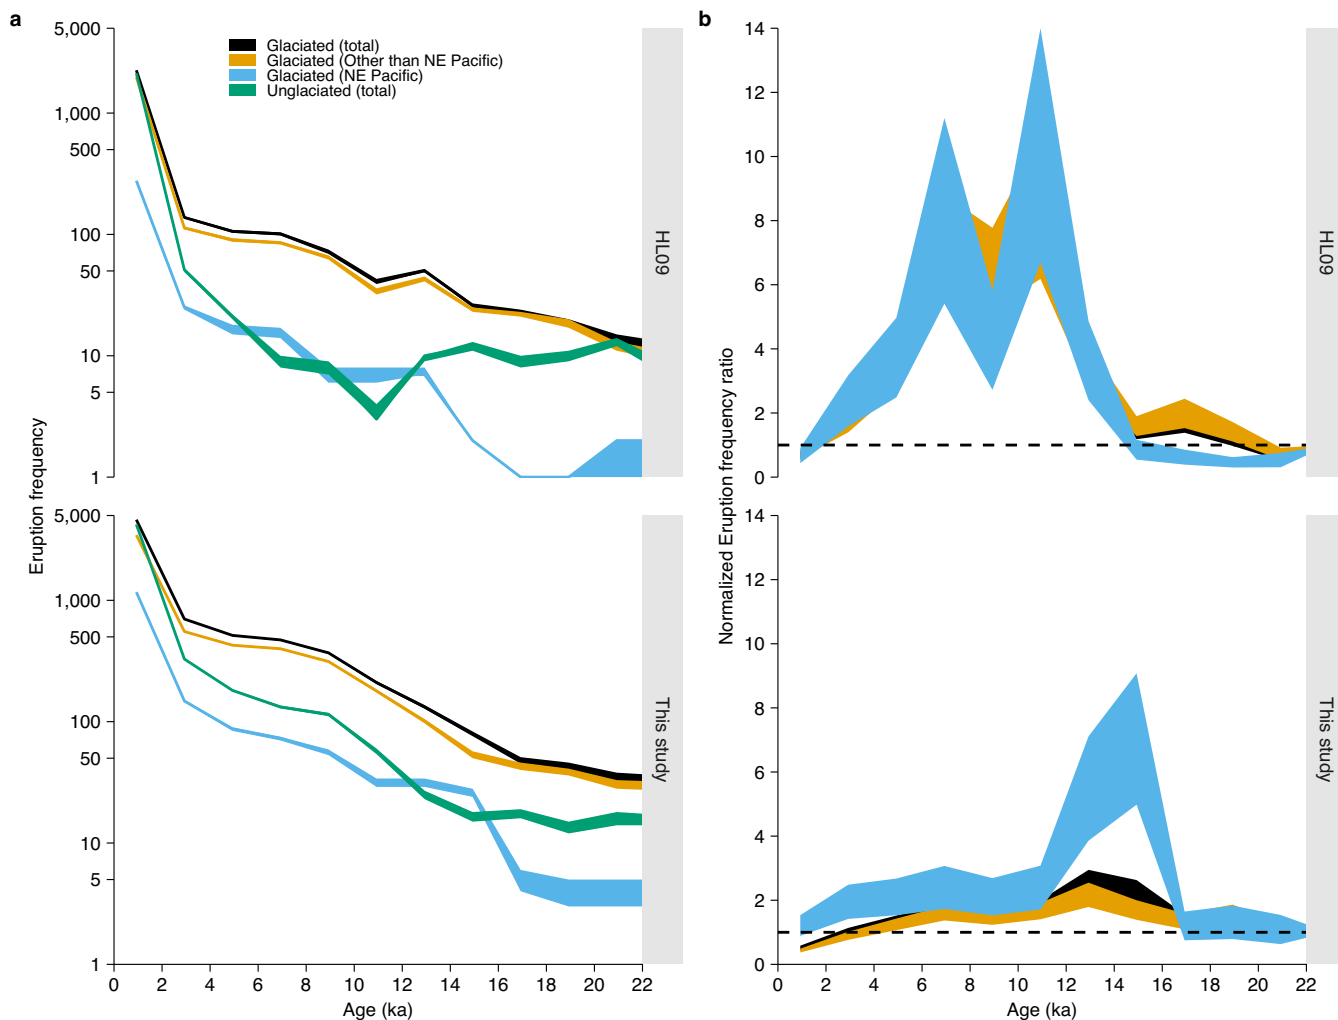 a
Eruption frequency
5,000
1,000
500
100
50
10
5
1
Glaciated (total)
Glaciated (Other than NE Pacific)
Glaciated (NE Pacific)
Unglaciated (total)
HL09
5,000
1,000
500
100
50
10
5
1
This study
0 2 4 6 8 10 12 14 16 18 20 22
Age (ka)
b
Normalized Eruption frequency ratio
14
12
10
8
6
4
2
0
HL09
14
12
10
8
6
4
2
0
This study
0 2 4 6 8 10 12 14 16 18 20 22
Age (ka)